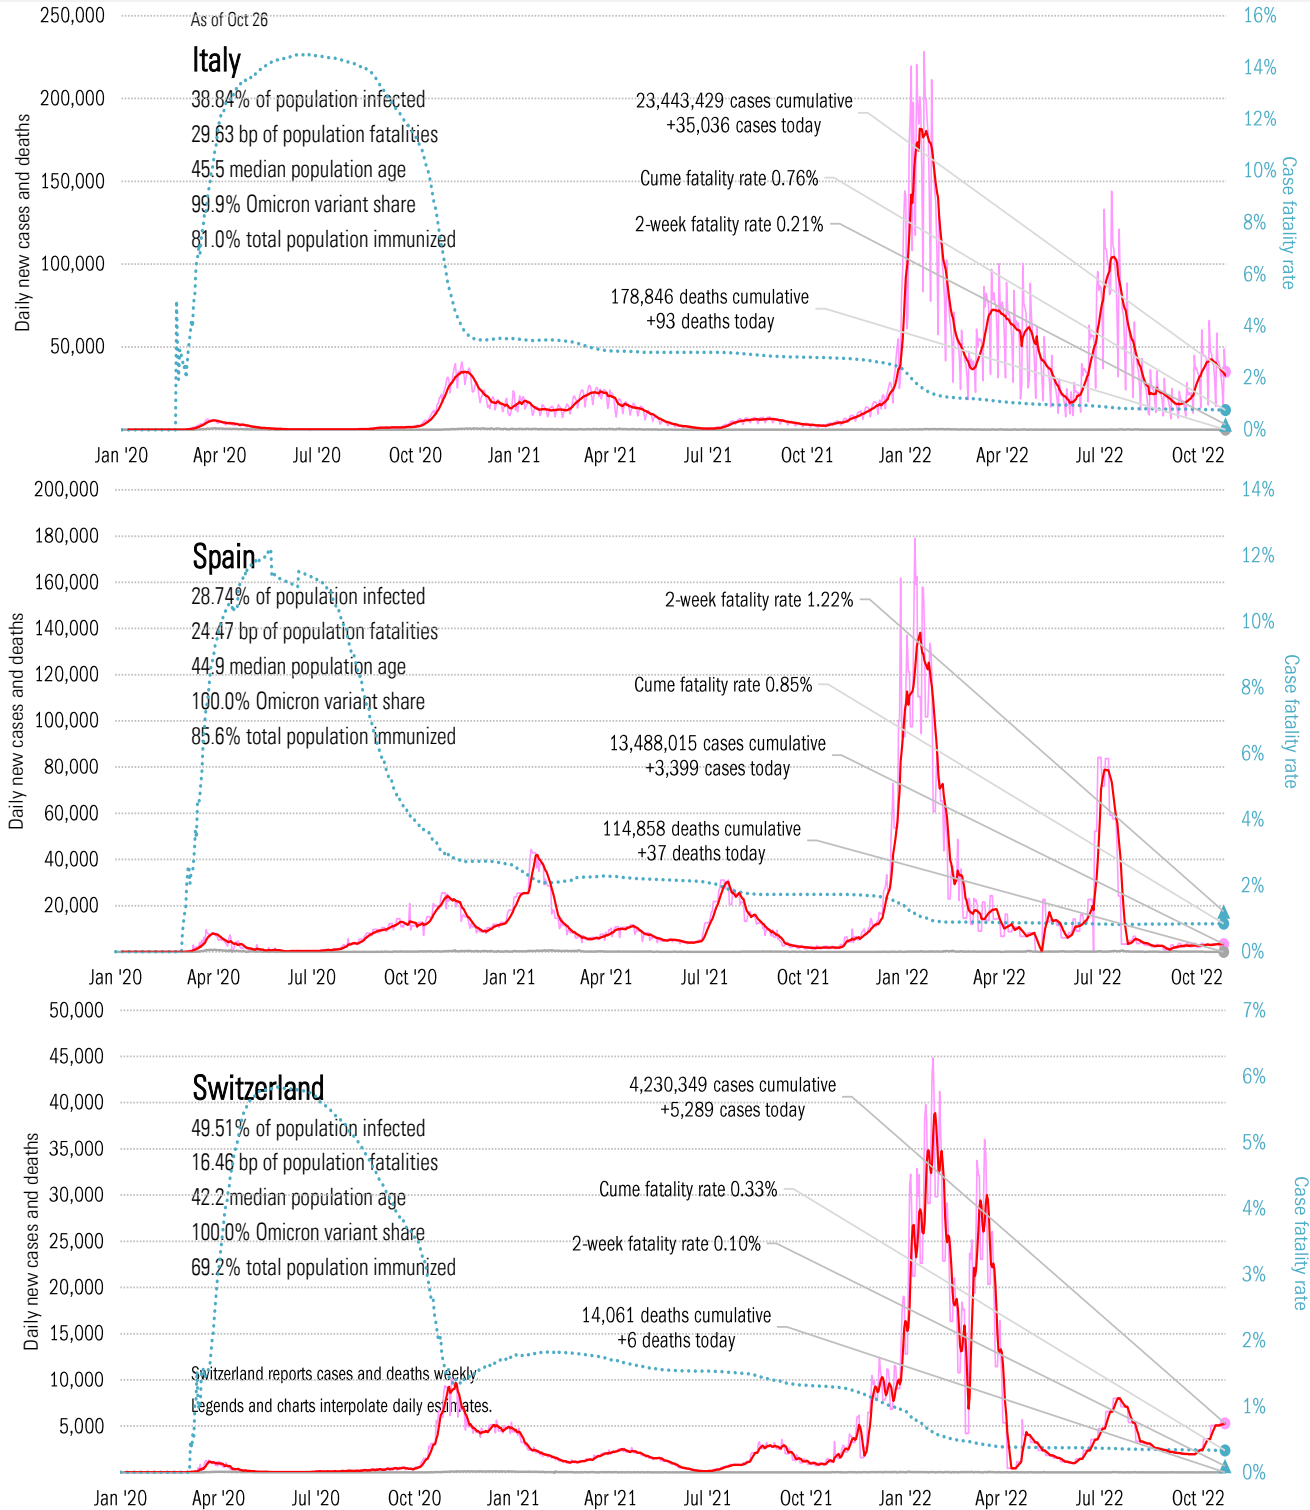 As of Oct 26
Italy
38.84% of population infected
29.63 bp of population fatalities
45.5 median population age
99.9% Omicron variant share
81.0% total population immunized
23,443,429 cases cumulative
+35,036 cases today
Cume fatality rate 0.76%
2-week fatality rate 0.21%
178,846 deaths cumulative
+93 deaths today
Daily new cases and deaths
250,000
200,000
150,000
100,000
50,000
16%
14%
12%
10%
8%
6%
4%
2%
0%
Case fatality rate
Jan '20 Apr '20 Jul '20 Oct '20 Jan '21 Apr '21 Jul '21 Oct '21 Jan '22 Apr '22 Jul '22 Oct '22
Spain
28.74% of population infected
24.47 bp of population fatalities
44.9 median population age
100.0% Omicron variant share
85.6% total population immunized
2-week fatality rate 1.22%
Cume fatality rate 0.85%
13,488,015 cases cumulative
+3,399 cases today
114,858 deaths cumulative
+37 deaths today
Daily new cases and deaths
200,000
180,000
160,000
140,000
120,000
100,000
80,000
60,000
40,000
20,000
14%
12%
10%
8%
6%
4%
2%
0%
Case fatality rate
Jan '20 Apr '20 Jul '20 Oct '20 Jan '21 Apr '21 Jul '21 Oct '21 Jan '22 Apr '22 Jul '22 Oct '22
Switzerland
49.51% of population infected
16.46 bp of population fatalities
42.2 median population age
100.0% Omicron variant share
69.2% total population immunized
Switzerland reports cases and deaths weekly.
Legends and charts interpolate daily estimates.
4,230,349 cases cumulative
+5,289 cases today
Cume fatality rate 0.33%
2-week fatality rate 0.10%
14,061 deaths cumulative
+6 deaths today
Daily new cases and deaths
50,000
45,000
40,000
35,000
30,000
25,000
20,000
15,000
10,000
5,000
7%
6%
5%
4%
3%
2%
1%
0%
Case fatality rate
Jan '20 Apr '20 Jul '20 Oct '20 Jan '21 Apr '21 Jul '21 Oct '21 Jan '22 Apr '22 Jul '22 Oct '22